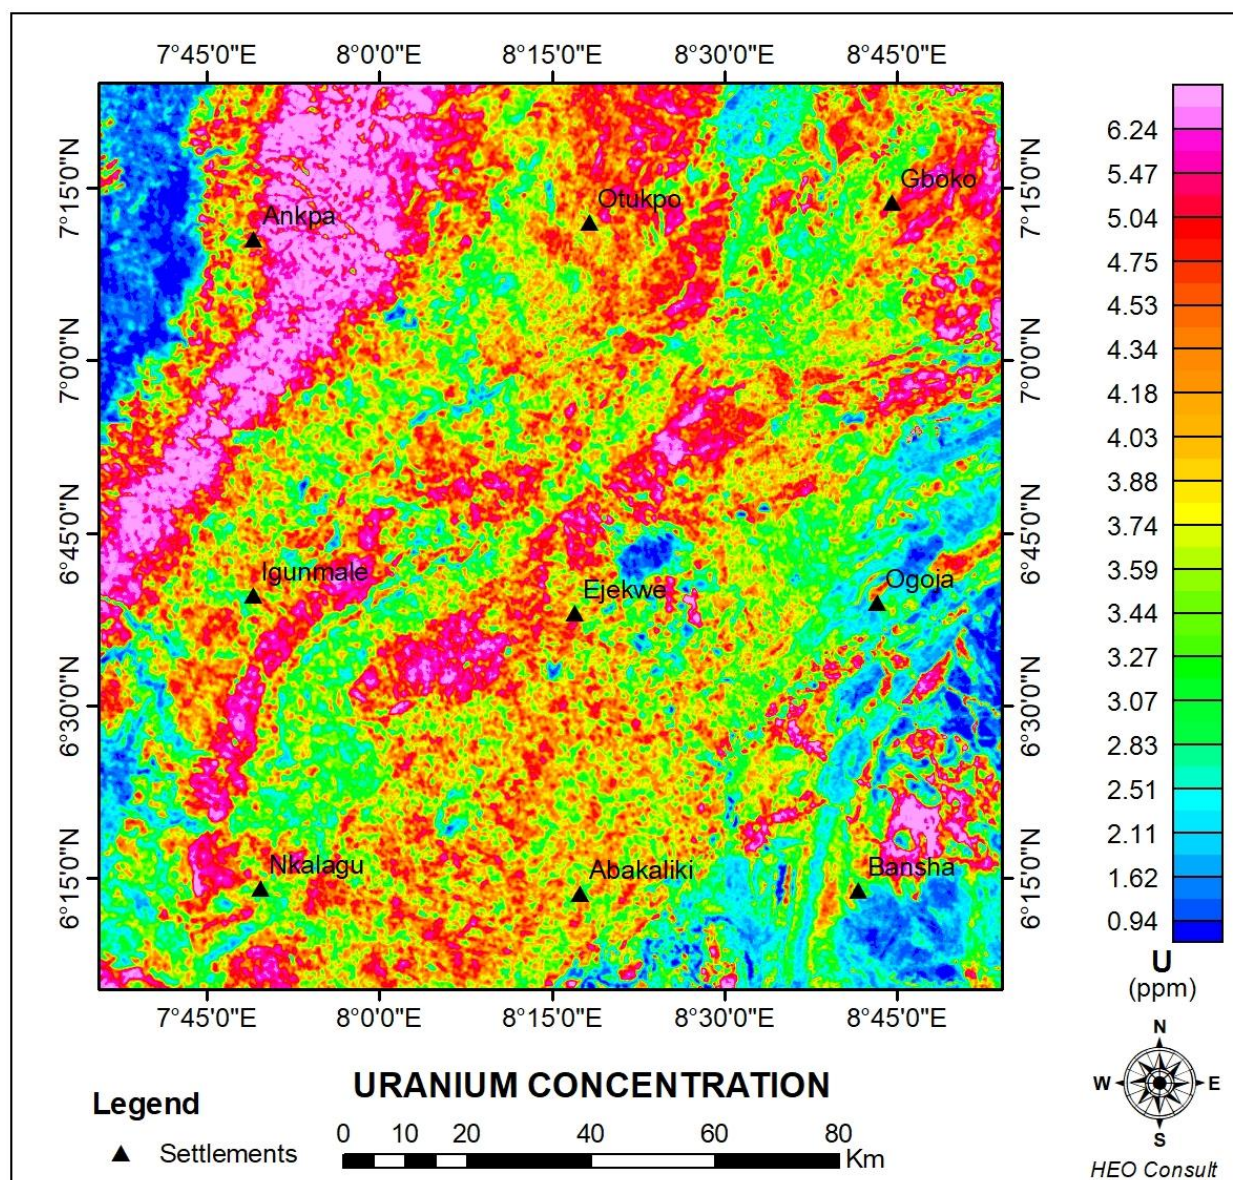 7°45'0"E 8°0'0"E 8°15'0"E 8°30'0"E 8°45'0"E
7°15'0"N
7°0'0"N
6°45'0"N
6°30'0"N
6°15'0"N
Ankpa
Otukpo
Gboko
Igunmale
Ejekwe
Ogoja
Nkalagu
Abakaliki
Bansha
7°15'0"N
7°0'0"N
6°45'0"N
6°30'0"N
6°15'0"N
7°45'0"E 8°0'0"E 8°15'0"E 8°30'0"E 8°45'0"E
6.24
5.47
5.04
4.75
4.53
4.34
4.18
4.03
3.88
3.74
3.59
3.44
3.27
3.07
2.83
2.51
2.11
1.62
0.94
U
(ppm)
N
W E
S
HEO Consult
URANIUM CONCENTRATION
Legend
Settlements
0 10 20 40 60 80
Km